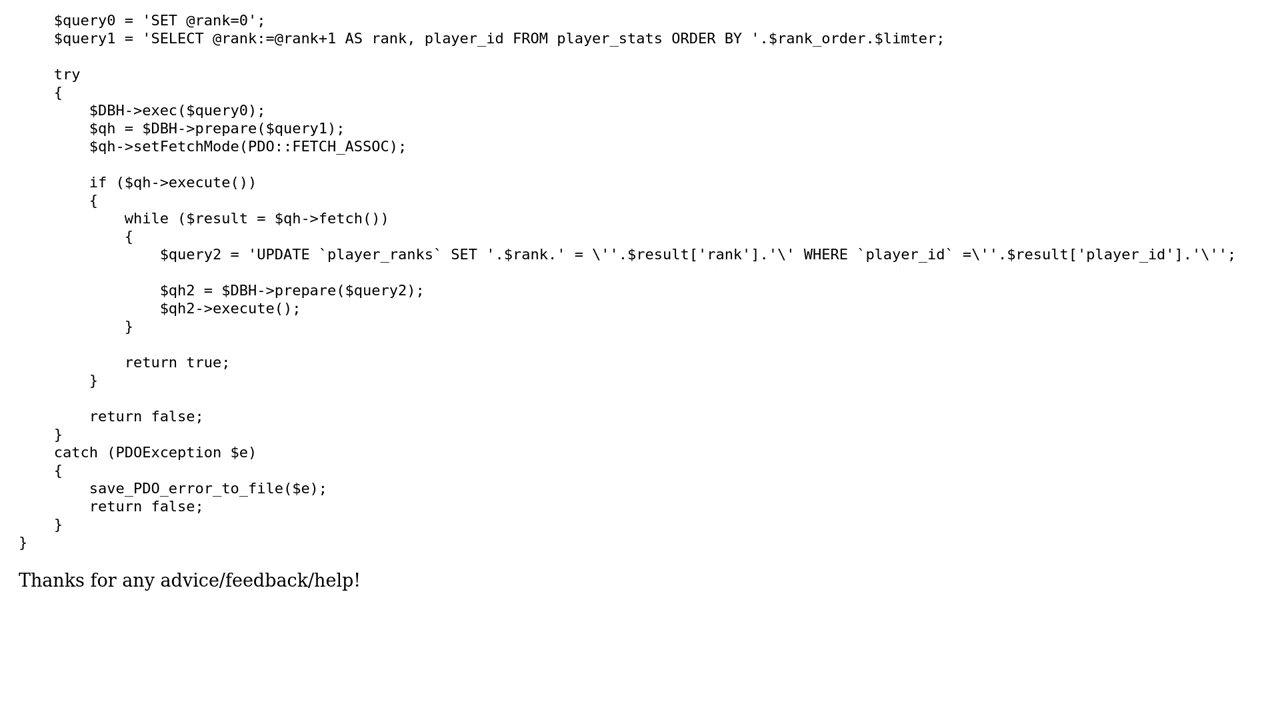 $query0 = 'SET @rank=0';
$query1 = 'SELECT @rank:=@rank+1 AS rank, player_id FROM player_stats ORDER BY '.$rank_order.$limter;
try
{
$DBH->exec($query0);
$qh = $DBH->prepare($query1);
$qh->setFetchMode(PDO::FETCH_ASSOC);
if ($qh->execute())
{
while ($result = $qh->fetch())
{
$query2 = 'UPDATE `player_ranks` SET '.$rank.' = \''.$result['rank'].'\' WHERE `player_id` =\''.$result['player_id'].'\'';
$qh2 = $DBH->prepare($query2);
$qh2->execute();
}
return true;
}
return false;
}
catch (PDOException $e)
{
save_PDO_error_to_file($e);
return false;
}
}
Thanks for any advice/feedback/help!